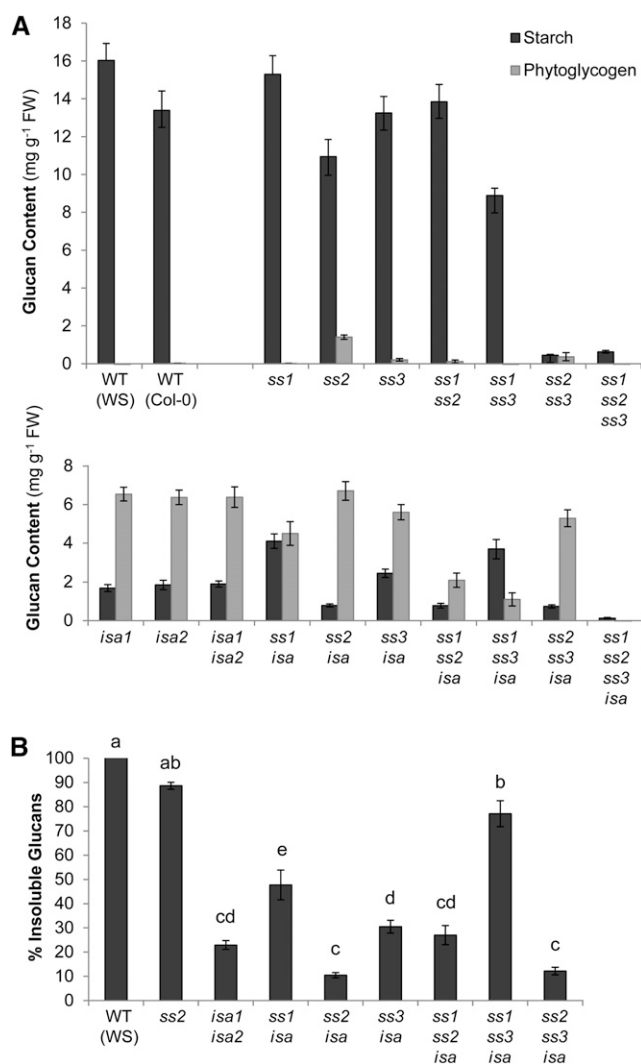 A
Glucan Content (mg g⁻¹ FW)
18
16
14
12
10
8
6
4
2
0
Starch
Phytoglycogen
WT WT ss1 ss2 ss3 ss1 ss1 ss2 ss1
(WS) (Col-0) ss2 ss3 ss3 ss2
ss3
Glucan Content (mg g⁻¹ FW)
8
6
4
2
0
isa1 isa2 isa1 ss1 ss2 ss3 ss1 ss1 ss2 ss1
isa2 isa isa isa ss2 ss3 ss3 ss2
isa isa isa ss3
isa
B
% Insoluble Glucans
100
90
80
70
60
50
40
30
20
10
0
a
ab
cd
e
c
d
cd
b
c
WT ss2 isa1 ss1 ss2 ss3 ss1 ss1 ss2
(WS) isa2 isa isa isa ss2 ss3 ss3
isa isa isa